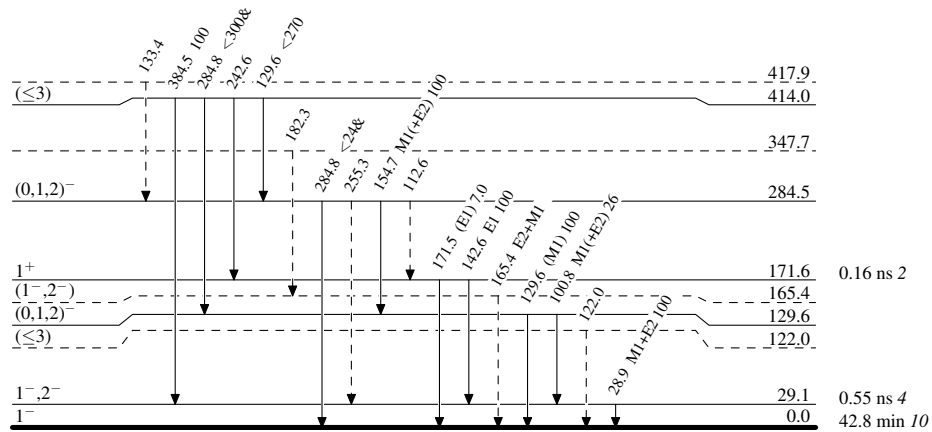 133.4
384.5 100
284.8 <300&
242.6
129.6 <270
417.9
(≤3)
414.0
182.3
347.7
284.8 <24&
255.3
154.7 M1(+E2) 100
112.6
(0,1,2)⁻
284.5
171.5 (E1) 7.0
142.6 E1 100
165.4 E2+M1
129.6 (M1) 100
100.8 M1(+E2) 26
1⁺
171.6
0.16 ns 2
(1⁻,2⁻)
165.4
(0,1,2)⁻
129.6
122.0
(≤3)
122.0
28.9 M1+E2 100
1⁻,2⁻
29.1
0.55 ns 4
1⁻
0.0
42.8 min 10